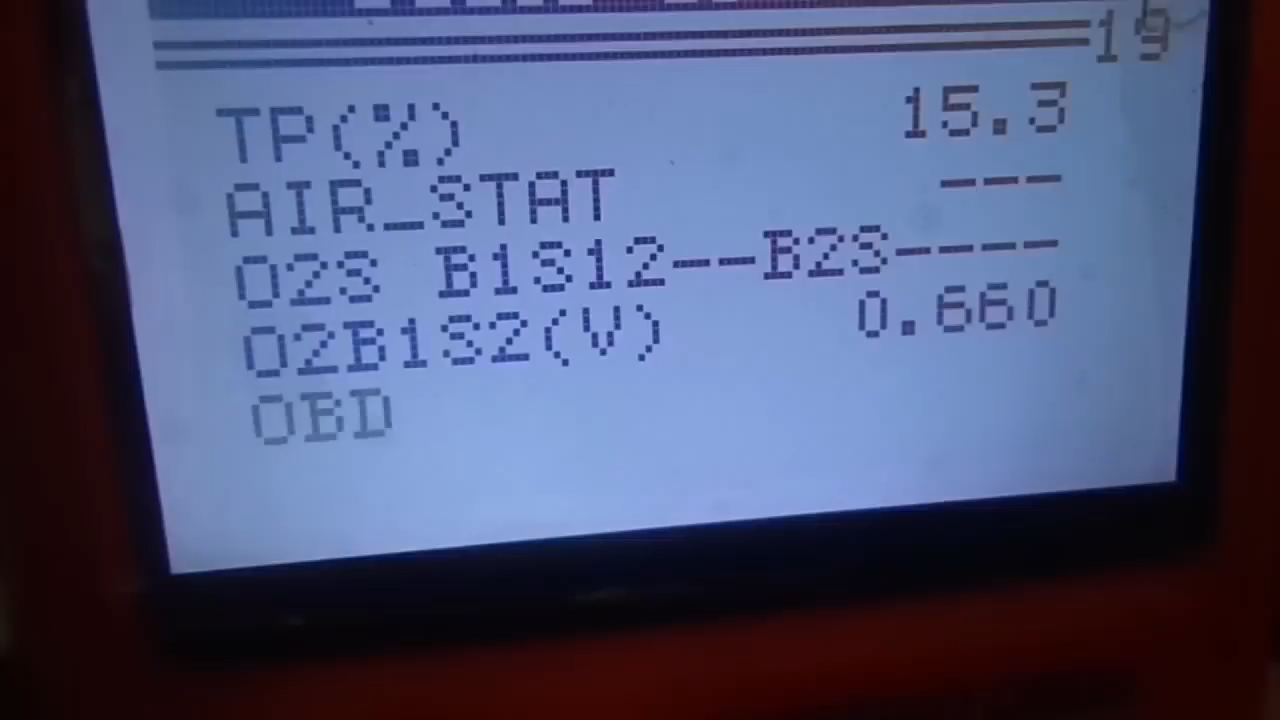 19
TP(%) 15.3
AIR_STAT ---
O2S B1S12--B2S----
O2B1S2(V) 0.660
OBD